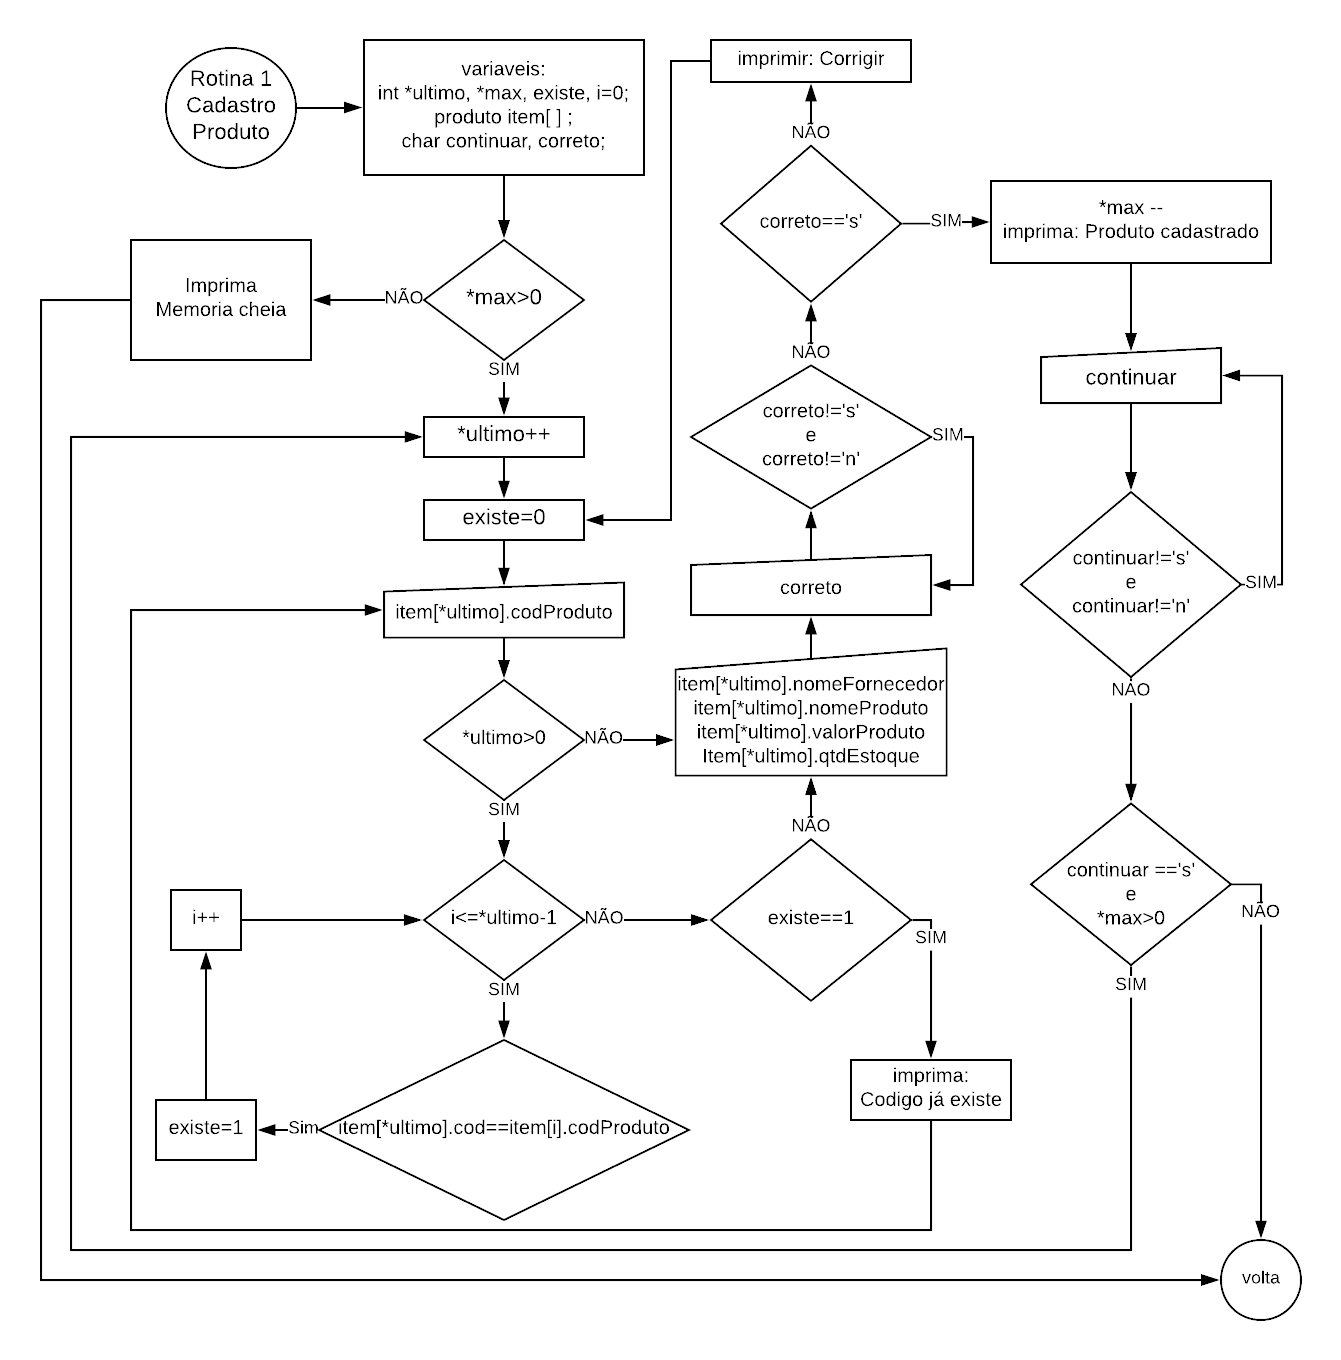 Rotina 1
Cadastro
Produto
variaveis:
int *ultimo, *max, existe, i=0;
produto item[ ] ;
char continuar, correto;
*max>0
NÃO
Imprima
Memoria cheia
SIM
*ultimo++
existe=0
item[*ultimo].codProduto
*ultimo>0
NÃO
SIM
i<=*ultimo-1
NÃO
SIM
i++
item[*ultimo].cod==item[i].codProduto
Sim
existe=1
imprimir: Corrigir
NÃO
correto=='s'
SIM
NÃO
correto!='s'
e
correto!='n'
SIM
correto
item[*ultimo].nomeFornecedor
item[*ultimo].nomeProduto
item[*ultimo].valorProduto
Item[*ultimo].qtdEstoque
NÃO
existe==1
SIM
imprima:
Codigo já existe
*max --
imprima: Produto cadastrado
continuar
continuar!='s'
e
continuar!='n'
SIM
NÃO
continuar =='s'
e
*max>0
NÃO
SIM
volta